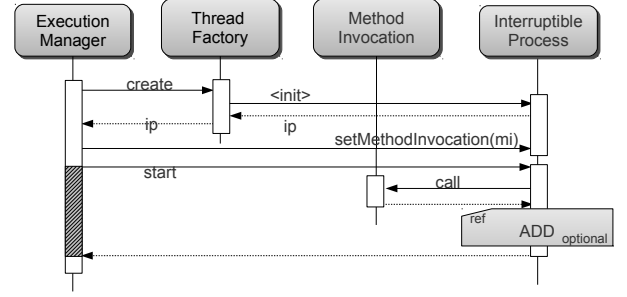 Execution
Manager
Thread
Factory
Method
Invocation
Interruptible
Process
create
<init>
ip
ip
setMethodInvocation(mi)
start
call
ref
ADD
optional